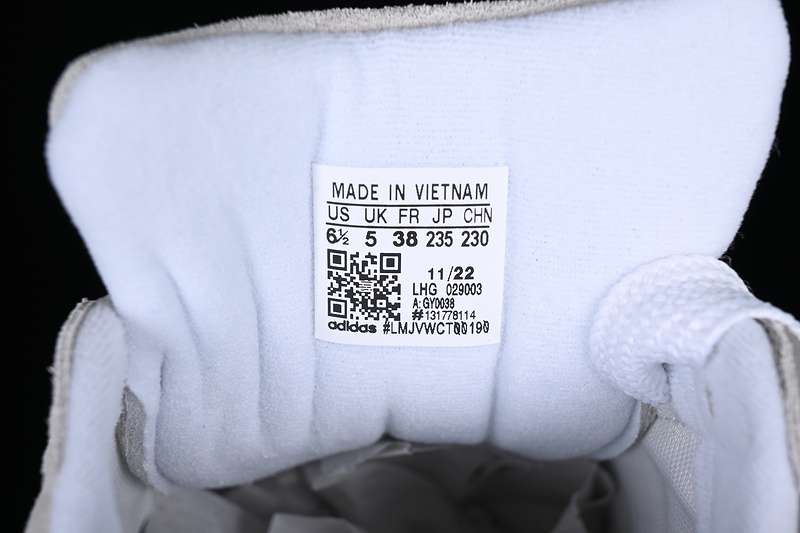 MADE IN VIETNAM
US UK FR JP CHN
6½ 5 38 235 230
11/22
LHG 029003
A:GY0038
#131778114
adidas #LMJVWCT00190